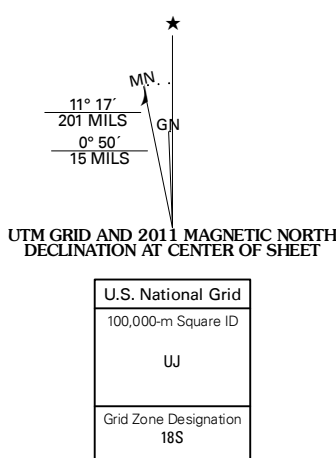 ★
MN
11° 17´
201 MILS
GN
0° 50´
15 MILS
UTM GRID AND 2011 MAGNETIC NORTH
DECLINATION AT CENTER OF SHEET
U.S. National Grid
100,000-m Square ID
UJ
Grid Zone Designation
18S